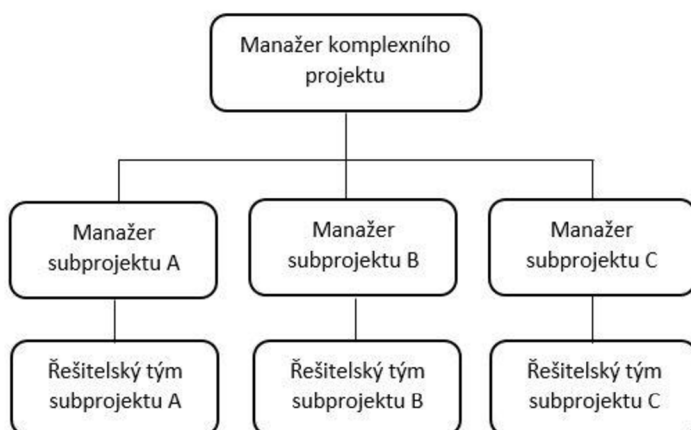 Manažer komplexního
projektu
Manažer
subprojektu A
Manažer
subprojektu B
Manažer
subprojektu C
Řešitelský tým
subprojektu A
Řešitelský tým
subprojektu B
Řešitelský tým
subprojektu C